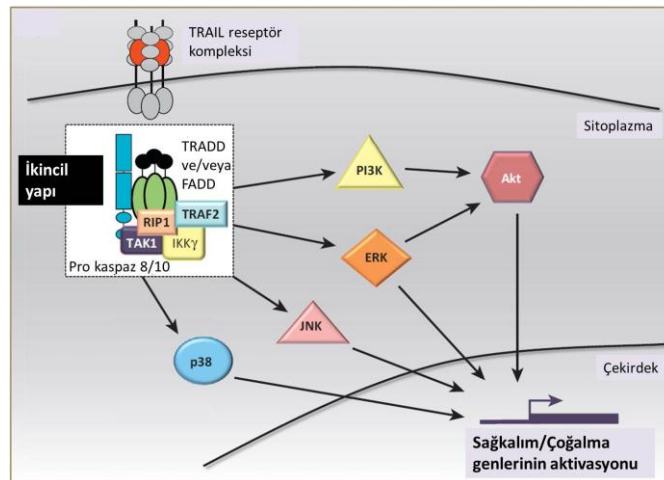 TRAIL reseptör
kompleksi
Sitoplazma
İkincil
yapı
TRADD
ve/veya
FADD
TRAF2
RIP1
TAK1
IKKγ
Pro kaspaz 8/10
PI3K
Akt
ERK
JNK
p38
Çekirdek
Sağkalım/Çoğalma
genlerinin aktivasyonu